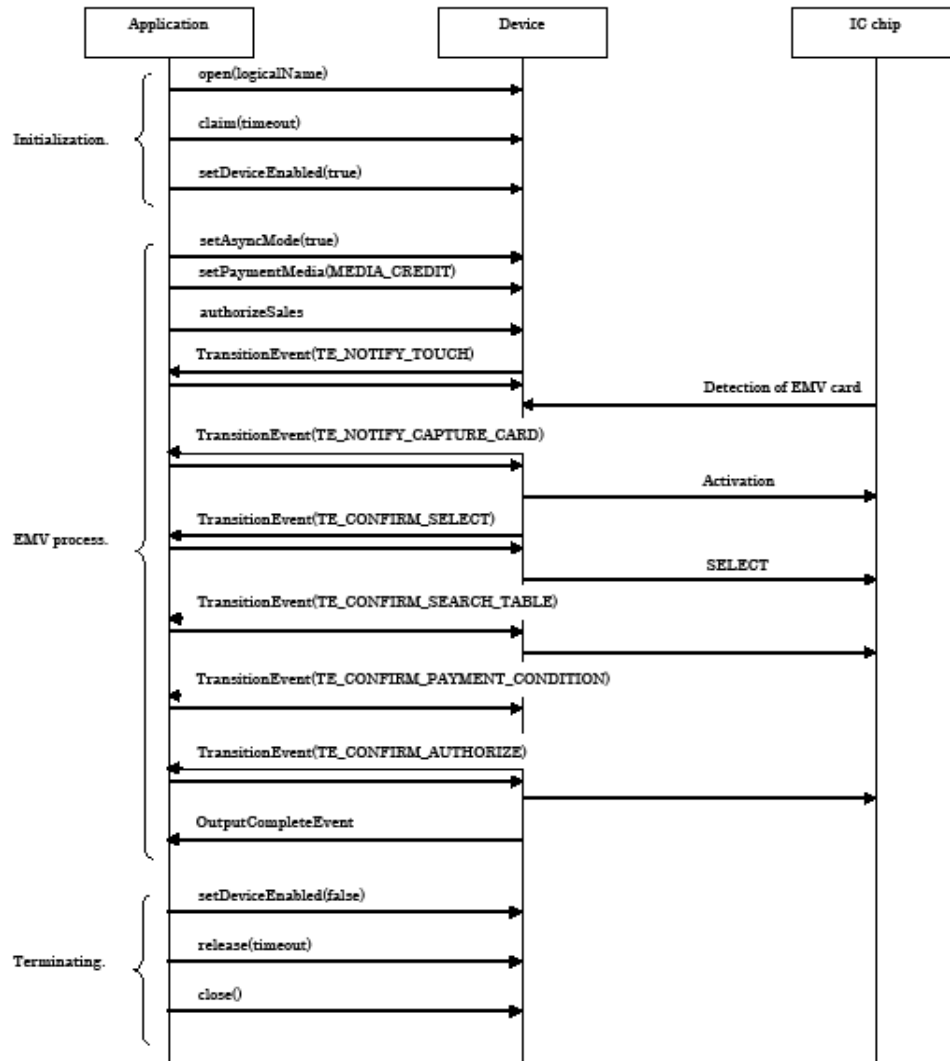 Application
Device
IC chip
open(logicalName)
claim(timeout)
Initialization.
setDeviceEnabled(true)
setAsyncMode(true)
setPaymentMedia(MEDIA_CREDIT)
authorizeSales
TransitionEvent(TE_NOTIFY_TOUCH)
Detection of EMV card
TransitionEvent(TE_NOTIFY_CAPTURE_CARD)
Activation
TransitionEvent(TE_CONFIRM_SELECT)
EMV process.
SELECT
TransitionEvent(TE_CONFIRM_SEARCH_TABLE)
TransitionEvent(TE_CONFIRM_PAYMENT_CONDITION)
TransitionEvent(TE_CONFIRM_AUTHORIZE)
OutputCompleteEvent
setDeviceEnabled(false)
release(timeout)
Terminating.
close()